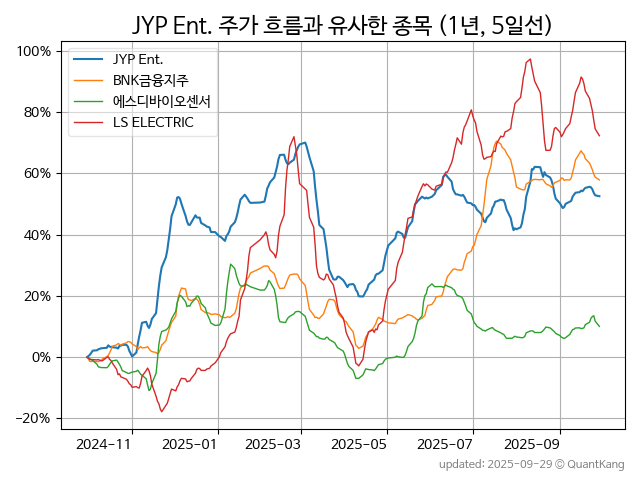 JYP Ent. 주가 흐름과 유사한 종목 (1년, 5일선)
100%
80%
60%
40%
20%
0%
−20%
JYP Ent.
BNK금융지주
에스디바이오센서
LS ELECTRIC
2024-11
2025-01
2025-03
2025-05
2025-07
2025-09
updated: 2025-09-29 © QuantKang